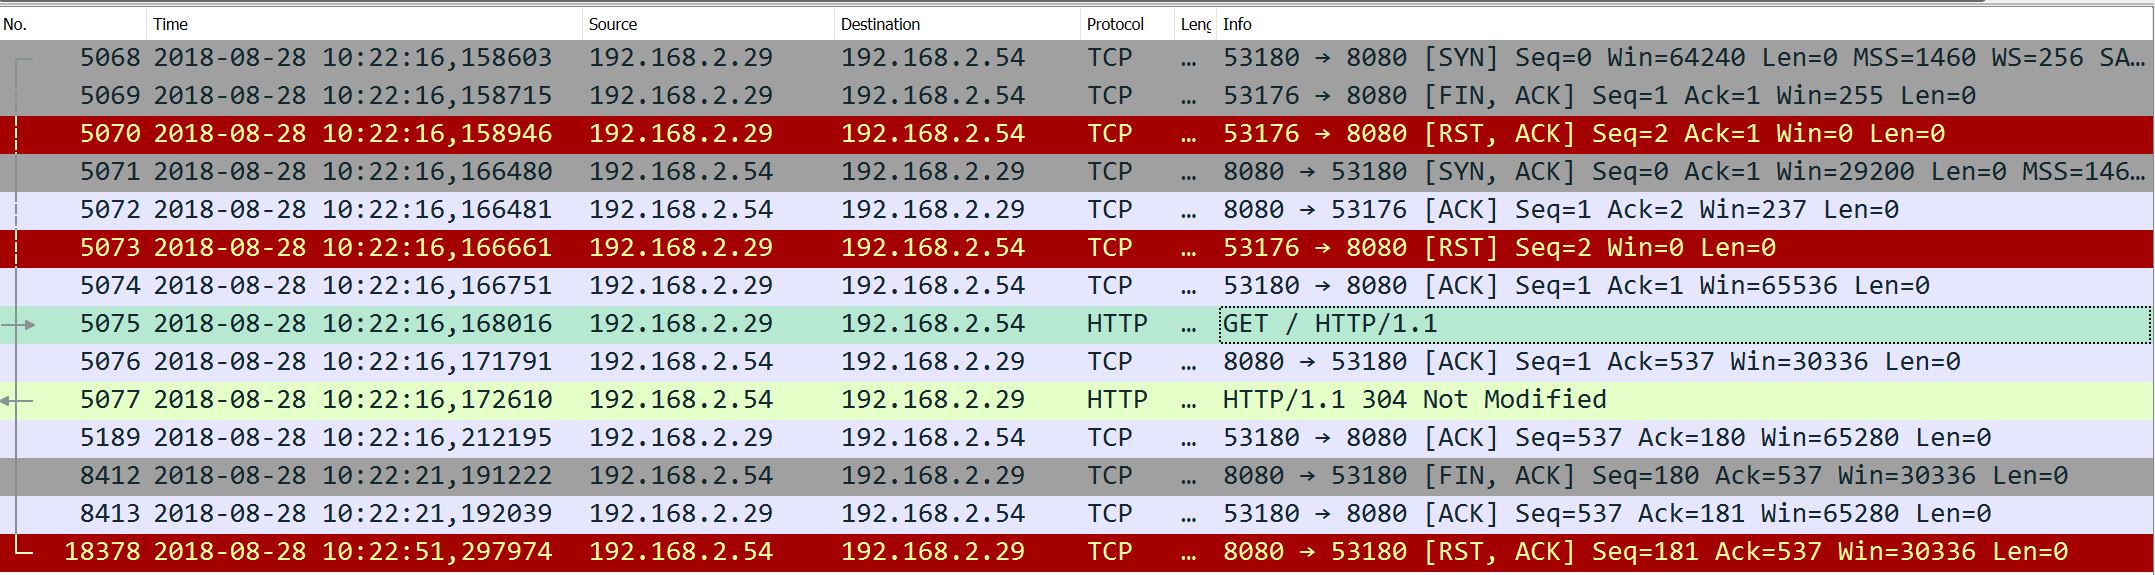 No. Time Source Destination Protocol Leng Info
5068 2018-08-28 10:22:16,158603 192.168.2.29 192.168.2.54 TCP … 53180 → 8080 [SYN] Seq=0 Win=64240 Len=0 MSS=1460 WS=256 SA…
5069 2018-08-28 10:22:16,158715 192.168.2.29 192.168.2.54 TCP … 53176 → 8080 [FIN, ACK] Seq=1 Ack=1 Win=255 Len=0
5070 2018-08-28 10:22:16,158946 192.168.2.29 192.168.2.54 TCP … 53176 → 8080 [RST, ACK] Seq=2 Ack=1 Win=0 Len=0
5071 2018-08-28 10:22:16,166480 192.168.2.54 192.168.2.29 TCP … 8080 → 53180 [SYN, ACK] Seq=0 Ack=1 Win=29200 Len=0 MSS=146…
5072 2018-08-28 10:22:16,166481 192.168.2.54 192.168.2.29 TCP … 8080 → 53176 [ACK] Seq=1 Ack=2 Win=237 Len=0
5073 2018-08-28 10:22:16,166661 192.168.2.29 192.168.2.54 TCP … 53176 → 8080 [RST] Seq=2 Win=0 Len=0
5074 2018-08-28 10:22:16,166751 192.168.2.29 192.168.2.54 TCP … 53180 → 8080 [ACK] Seq=1 Ack=1 Win=65536 Len=0
5075 2018-08-28 10:22:16,168016 192.168.2.29 192.168.2.54 HTTP … GET / HTTP/1.1
5076 2018-08-28 10:22:16,171791 192.168.2.54 192.168.2.29 TCP … 8080 → 53180 [ACK] Seq=1 Ack=537 Win=30336 Len=0
5077 2018-08-28 10:22:16,172610 192.168.2.54 192.168.2.29 HTTP … HTTP/1.1 304 Not Modified
5189 2018-08-28 10:22:16,212195 192.168.2.29 192.168.2.54 TCP … 53180 → 8080 [ACK] Seq=537 Ack=180 Win=65280 Len=0
8412 2018-08-28 10:22:21,191222 192.168.2.54 192.168.2.29 TCP … 8080 → 53180 [FIN, ACK] Seq=180 Ack=537 Win=30336 Len=0
8413 2018-08-28 10:22:21,192039 192.168.2.29 192.168.2.54 TCP … 53180 → 8080 [ACK] Seq=537 Ack=181 Win=65280 Len=0
18378 2018-08-28 10:22:51,297974 192.168.2.54 192.168.2.29 TCP … 8080 → 53180 [RST, ACK] Seq=181 Ack=537 Win=30336 Len=0